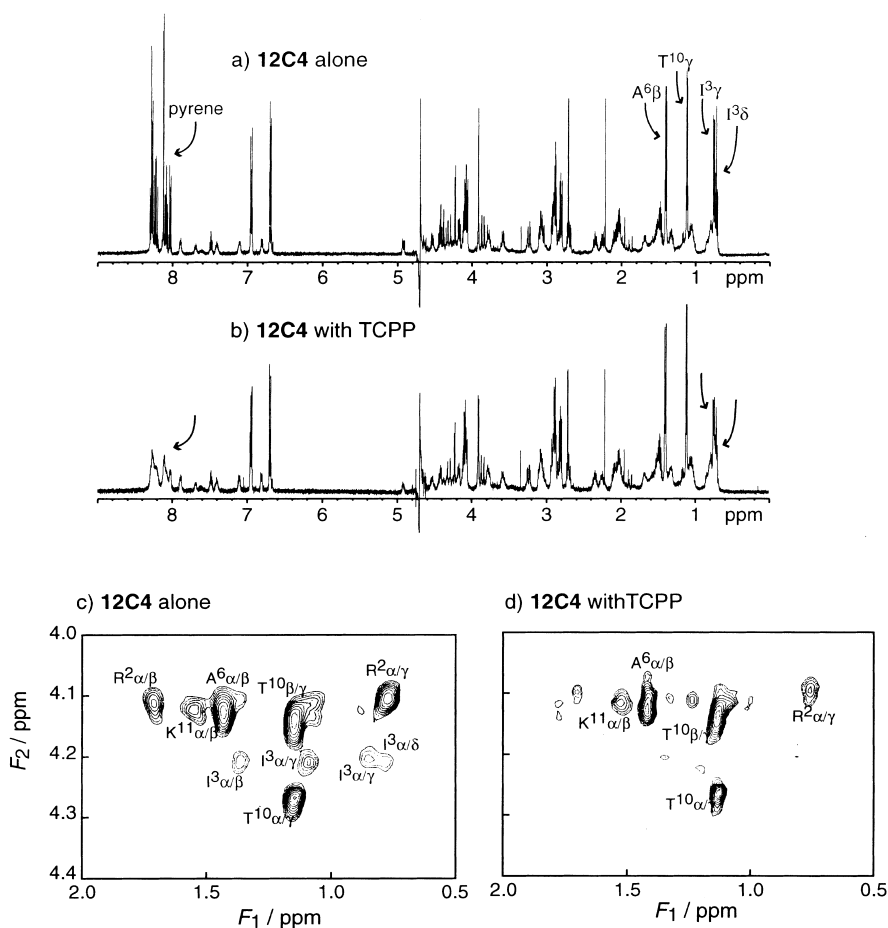 a) 12C4 alone
pyrene
A⁶β
T¹⁰γ
I³γ
I³δ
8 7 6 5 4 3 2 1 ppm
b) 12C4 with TCPP
8 7 6 5 4 3 2 1 ppm
c) 12C4 alone
4.0
4.1
4.2
4.3
4.4
F₂ / ppm
R²α/β
A⁶α/β
T¹⁰β/γ
R²α/γ
K¹¹α/β
I³α/δ
I³α/γ
I³α/γ
I³α/β
T¹⁰α/γ
2.0 1.5 1.0 0.5
F₁ / ppm
d) 12C4 withTCPP
A⁶α/β
K¹¹α/β
T¹⁰β/γ
R²α/γ
T¹⁰α/γ
2.0 1.5 1.0 0.5
F₁ / ppm